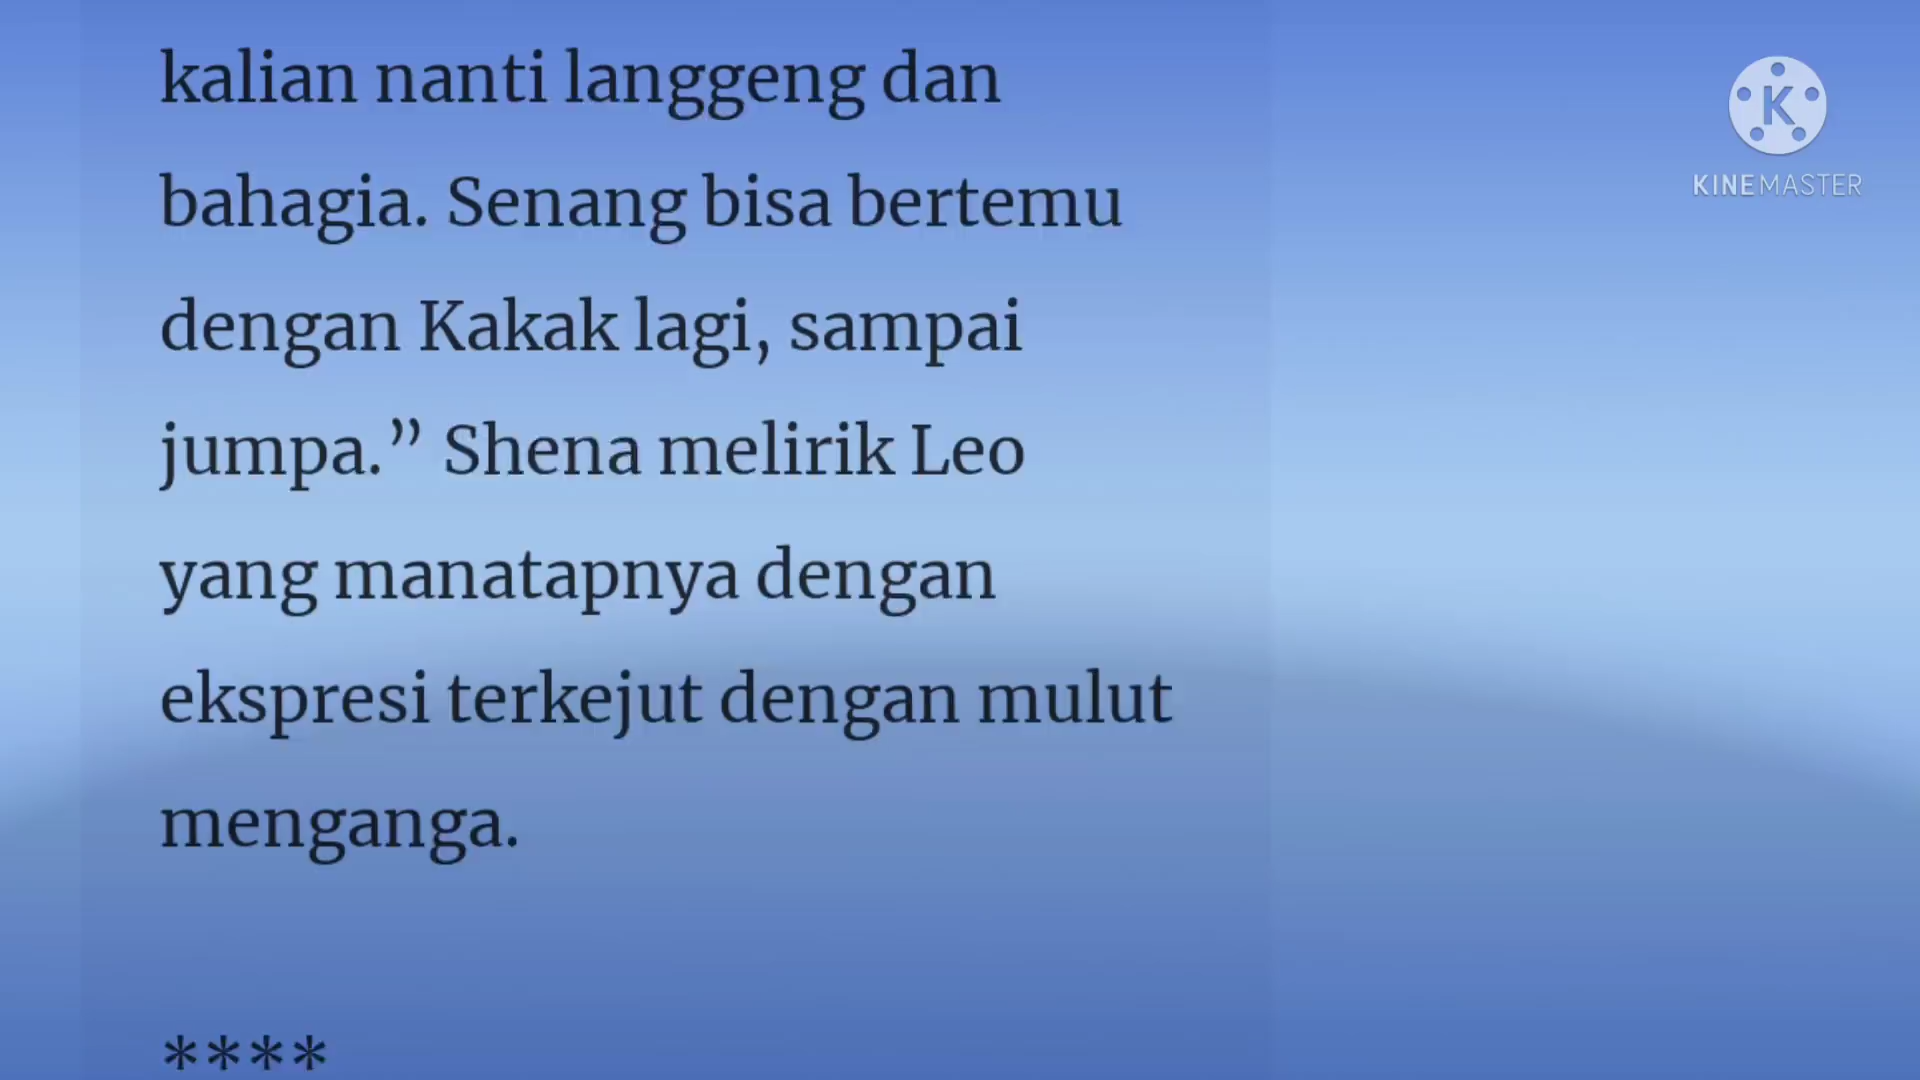 kalian nanti langgeng dan
bahagia. Senang bisa bertemu
dengan Kakak lagi, sampai
jumpa.” Shena melirik Leo
yang manatapnya dengan
ekspresi terkejut dengan mulut
menganga.
****
K
KINEMASTER